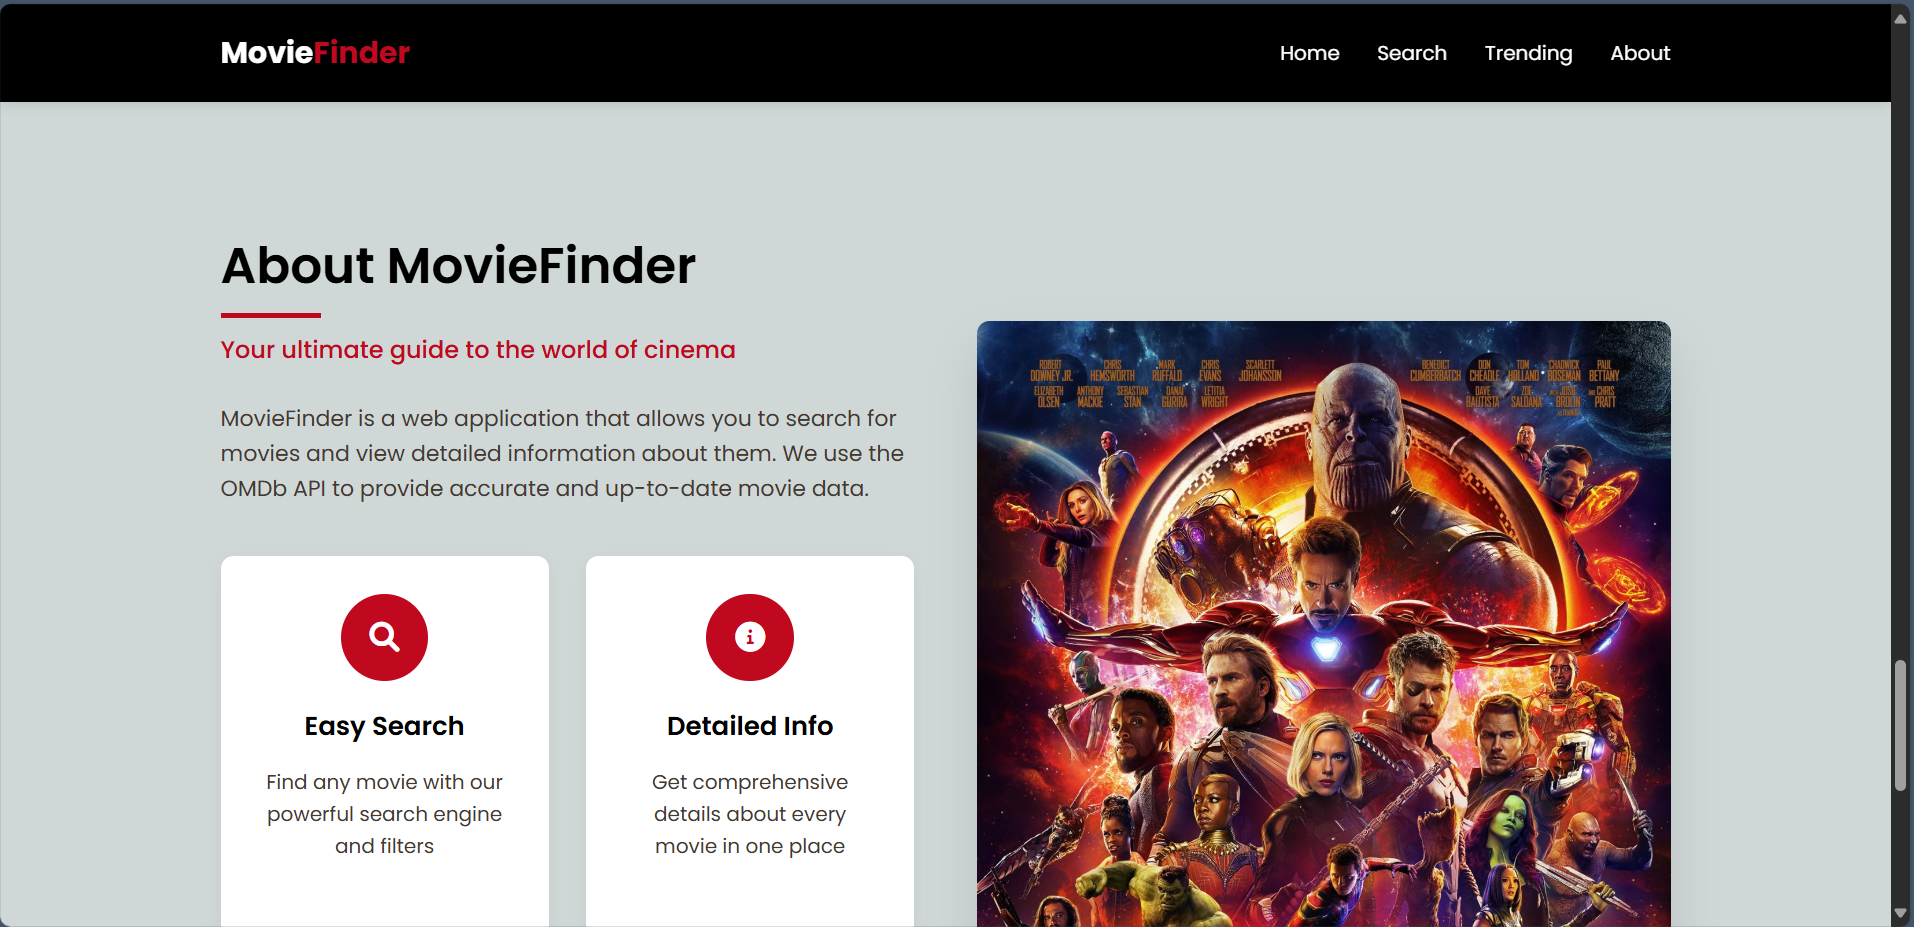 MovieFinder
Home Search Trending About
About MovieFinder
Your ultimate guide to the world of cinema
MovieFinder is a web application that allows you to search for
movies and view detailed information about them. We use the
OMDb API to provide accurate and up-to-date movie data.
Easy Search
Find any movie with our
powerful search engine
and filters
Detailed Info
Get comprehensive
details about every
movie in one place
ROBERT DOWNEY JR. CHRIS HEMSWORTH MARK RUFFALO CHRIS EVANS SCARLETT JOHANSSON
BENEDICT CUMBERBATCH DON CHEADLE TOM HOLLAND CHADWICK BOSEMAN PAUL BETTANY
ELIZABETH OLSEN ANTHONY MACKIE SEBASTIAN STAN DANAI GURIRA LETITIA WRIGHT
DAVE BAUTISTA ZOE SALDANA WITH JOSH BROLIN AND CHRIS PRATT